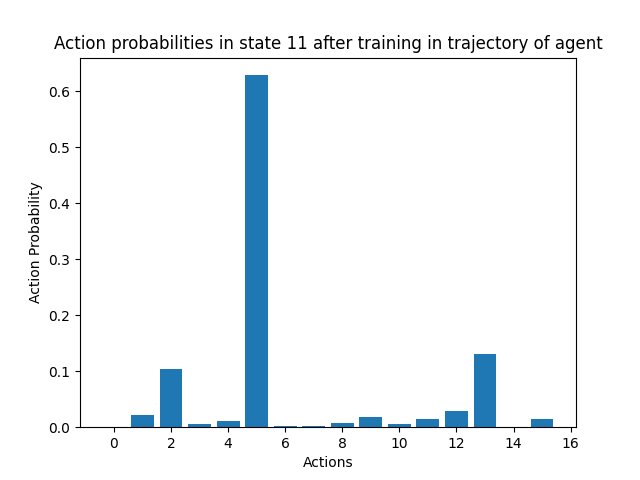 Action probabilities in state 11 after training in trajectory of agent
0.6
0.5
0.4
0.3
0.2
0.1
0.0
Action Probability
0 2 4 6 8 10 12 14 16
Actions